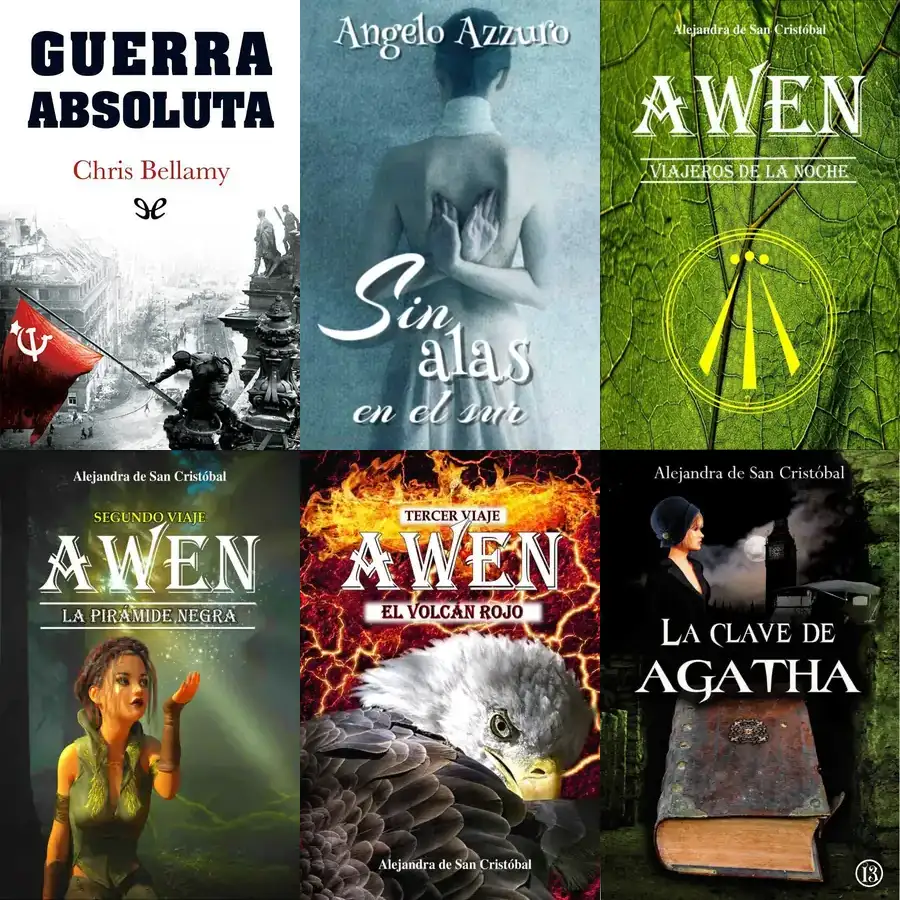 GUERRA
ABSOLUTA
Chris Bellamy
Angelo Azzuro
Sin
alas
en el sur
Alejandra de San Cristóbal
AWEN
VIAJEROS DE LA NOCHE
Alejandra de San Cristóbal
SEGUNDO VIAJE
AWEN
LA PIRÁMIDE NEGRA
TERCER VIAJE
AWEN
EL VOLCÁN ROJO
Alejandra de San Cristóbal
Alejandra de San Cristóbal
LA CLAVE DE
AGATHA
13